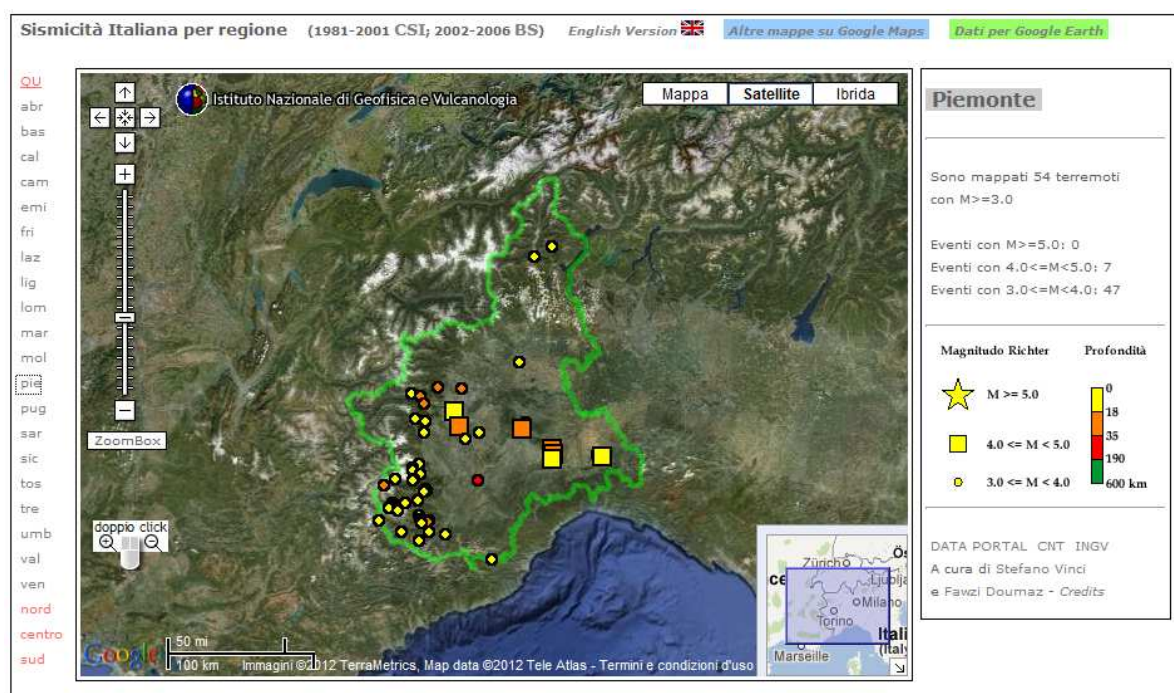 Sismicità Italiana per regione (1981-2001 CSI; 2002-2006 BS) English Version Altre mappe su Google Maps Dati per Google Earth
QU
abr
bas
cal
cam
emi
fri
laz
lig
lom
mar
mol
pie
pug
sar
sic
tos
tre
umb
val
ven
nord
centro
sud
Istituto Nazionale di Geofisica e Vulcanologia
Mappa Satellite Ibrida
ZoomBox
doppio click
Google
50 mi
100 km
Immagini ©2012 TerraMetrics, Map data ©2012 Tele Atlas - Termini e condizioni d'uso
Zürich
Ös
ce
Ljublja
Milano
Torino
Itali
(Italy
Marseille
Piemonte
Sono mappati 54 terremoti
con M>=3.0
Eventi con M>=5.0: 0
Eventi con 4.0<=M<5.0: 7
Eventi con 3.0<=M<4.0: 47
Magnitudo Richter Profondità
M >= 5.0
4.0 <= M < 5.0
3.0 <= M < 4.0
0
18
35
190
600 km
DATA PORTAL CNT INGV
A cura di Stefano Vinci
e Fawzi Doumaz - Credits